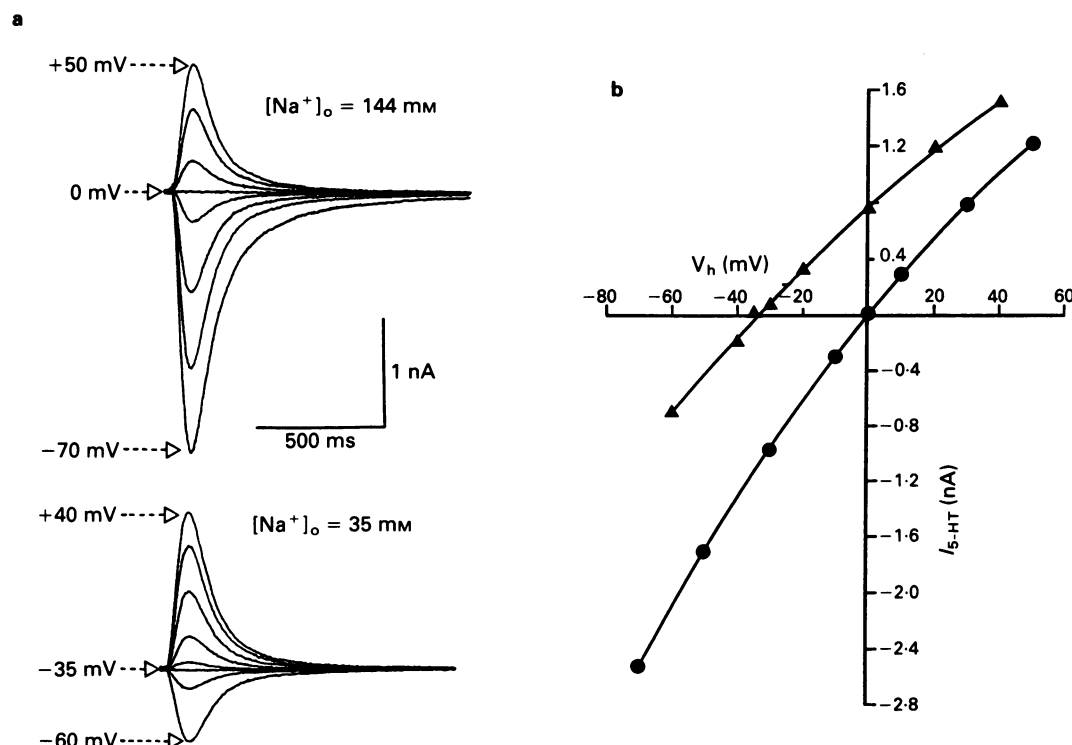 a
+50 mV
[Na+]o = 144 mM
0 mV
1 nA
500 ms
−70 mV
+40 mV
[Na+]o = 35 mM
−35 mV
−60 mV
b
1.6
1.2
0.4
Vh (mV)
−80 −60 −40 −20 20 40 60
−0·4
−0.8
−1.2
−1.6
−2.0
−2.4
−2.8
I5-HT (nA)